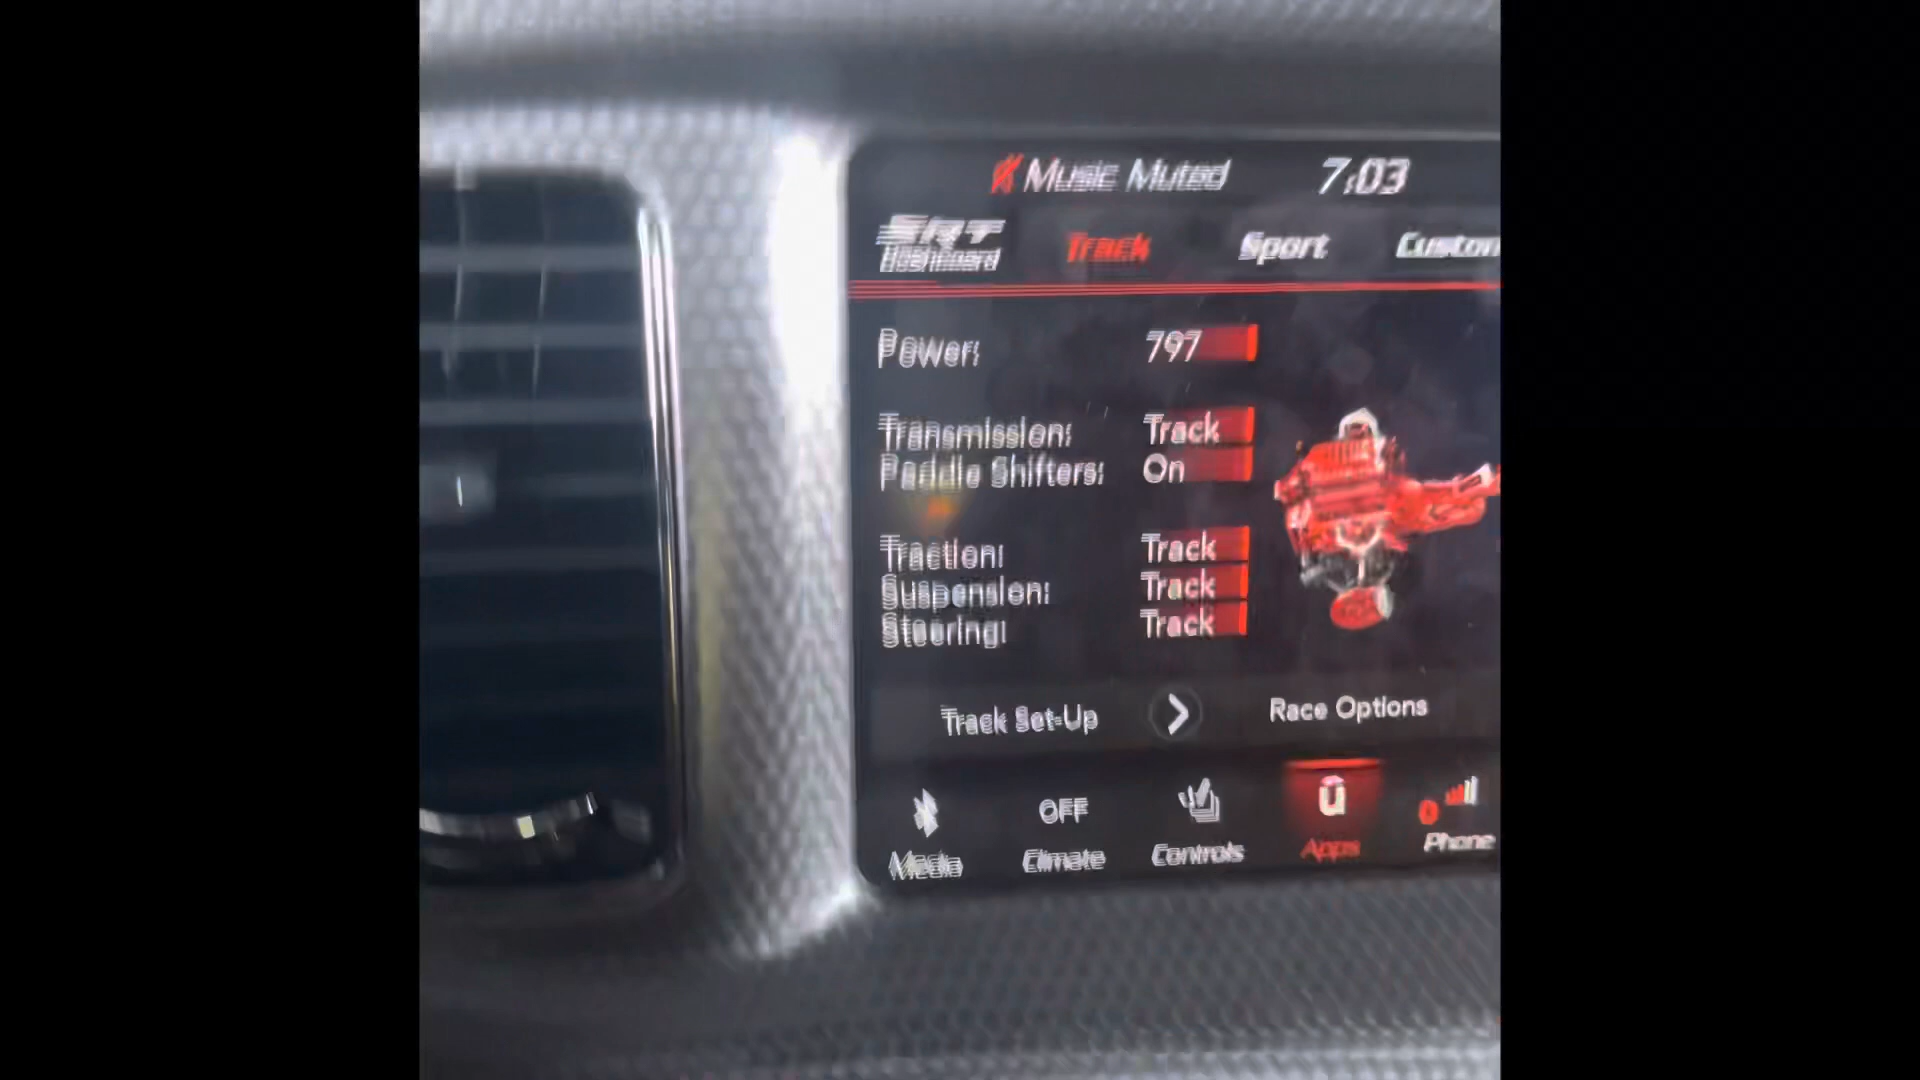 Music Muted 7:03
SRT Dashboard Track Sport Custom
Power: 797
Transmission: Track
Paddle Shifters: On
Traction: Track
Suspension: Track
Steering: Track
Track Set-Up Race Options
OFF
Media Climate Controls Apps Phone